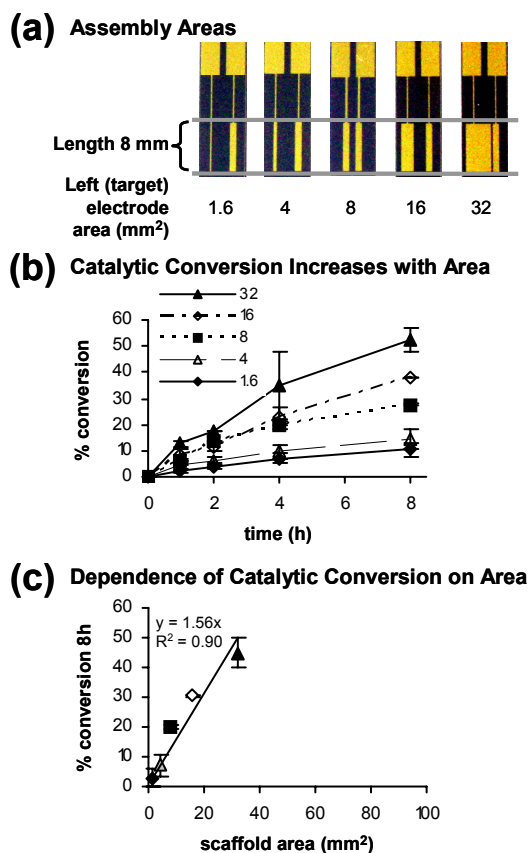 (a) Assembly Areas
Length 8 mm
Left (target)
electrode
area (mm²)
1.6 4 8 16 32
(b) Catalytic Conversion Increases with Area
32
16
8
4
1.6
60
50
40
30
20
10
0
% conversion
0 2 4 6 8
time (h)
(c) Dependence of Catalytic Conversion on Area
60
50
40
30
20
10
0
% conversion 8h
y = 1.56x
R² = 0.90
0 20 40 60 80 100
scaffold area (mm²)